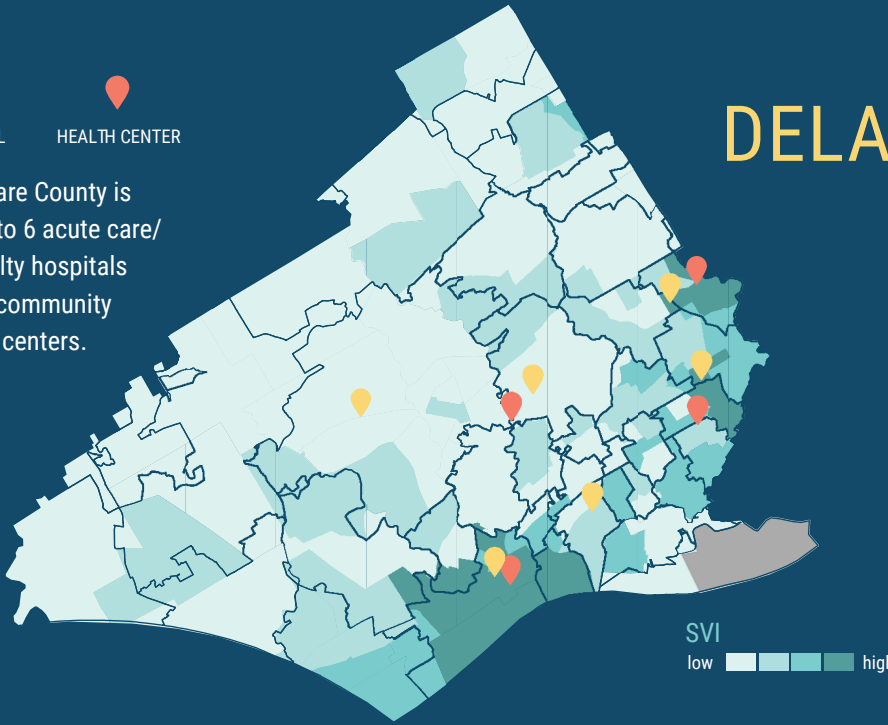 L
HEALTH CENTER
are County is
to 6 acute care/
lty hospitals
community
centers.
DELA
SVI
low
high